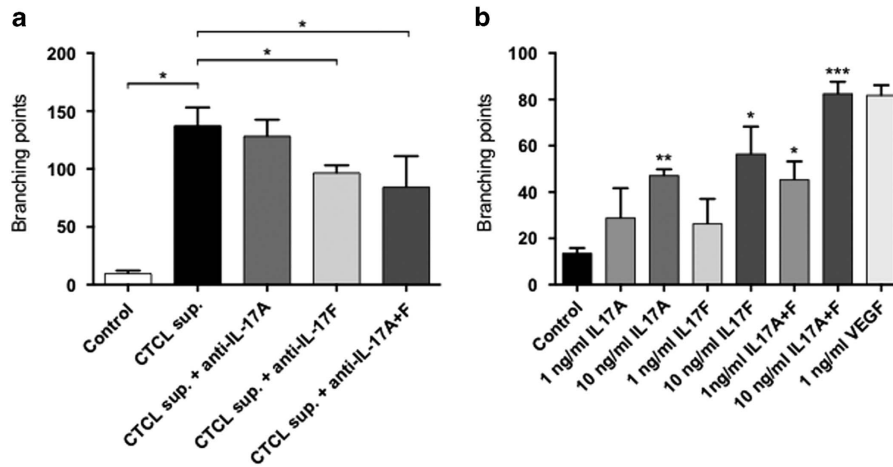 a
*
*
*
200
150
100
50
0
Branching points
Control
CTCL sup.
CTCL sup. + anti-IL-17A
CTCL sup. + anti-IL-17F
CTCL sup. + anti-IL-17A+F
b
100
80
60
40
20
0
Branching points
**
*
*
***
Control
1 ng/ml IL17A
10 ng/ml IL17A
1 ng/ml IL17F
10 ng/ml IL17F
1ng/ml IL17A+F
10 ng/ml IL17A+F
1 ng/ml VEGF